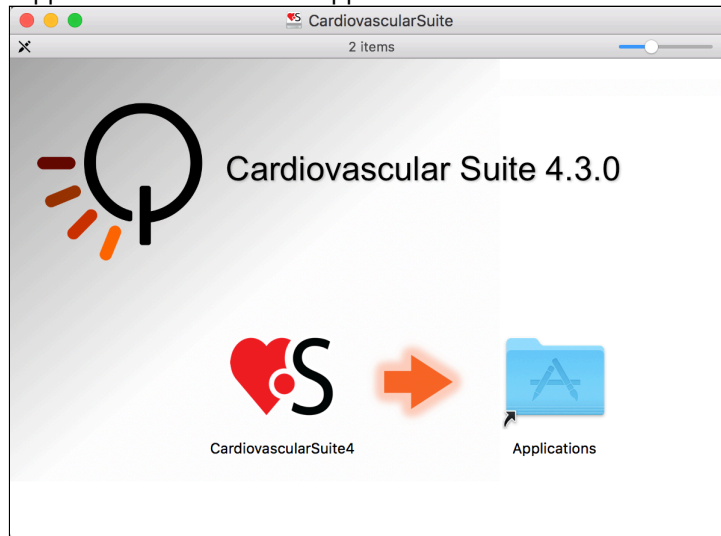 CardiovascularSuite
2 items
Cardiovascular Suite 4.3.0
CardiovascularSuite4
Applications